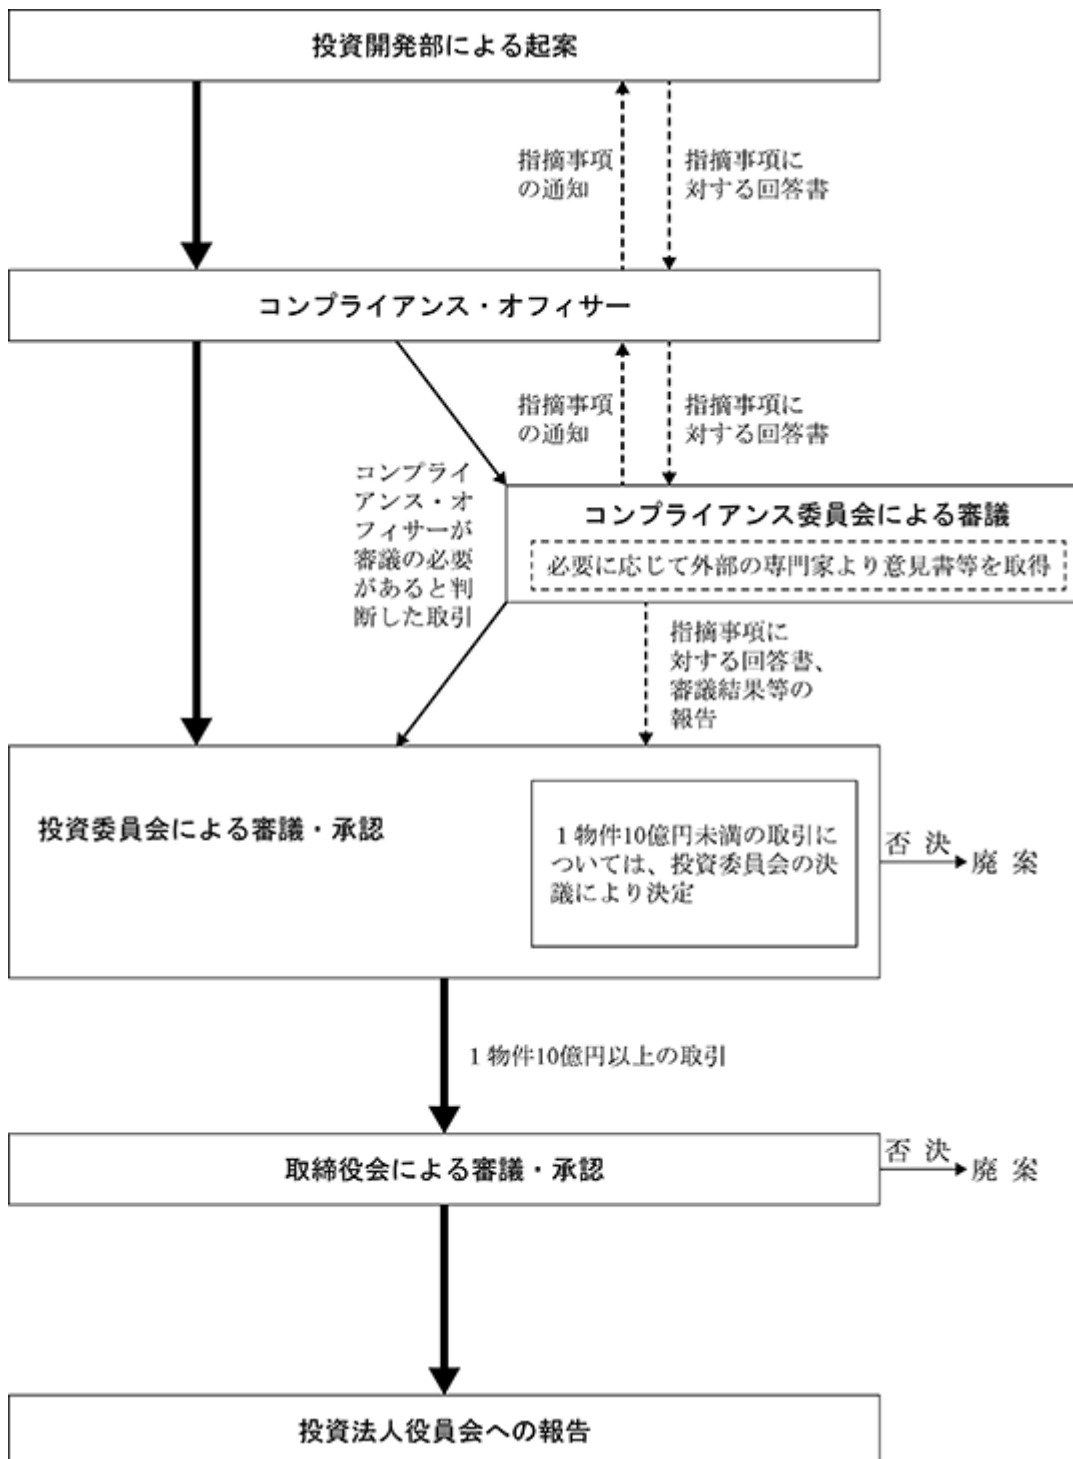 投資開発部による起案
指摘事項
の通知
指摘事項に
対する回答書
コンプライアンス・オフィサー
指摘事項
の通知
指摘事項に
対する回答書
コンプライ
アンス・オ
フィサーが
審議の必要
があると判
断した取引
コンプライアンス委員会による審議
必要に応じて外部の専門家より意見書等を取得
指摘事項に
対する回答書、
審議結果等の
報告
投資委員会による審議・承認
1物件10億円未満の取引に
ついては、投資委員会の決
議により決定
否決
廃案
1物件10億円以上の取引
取締役会による審議・承認
否決
廃案
投資法人役員会への報告